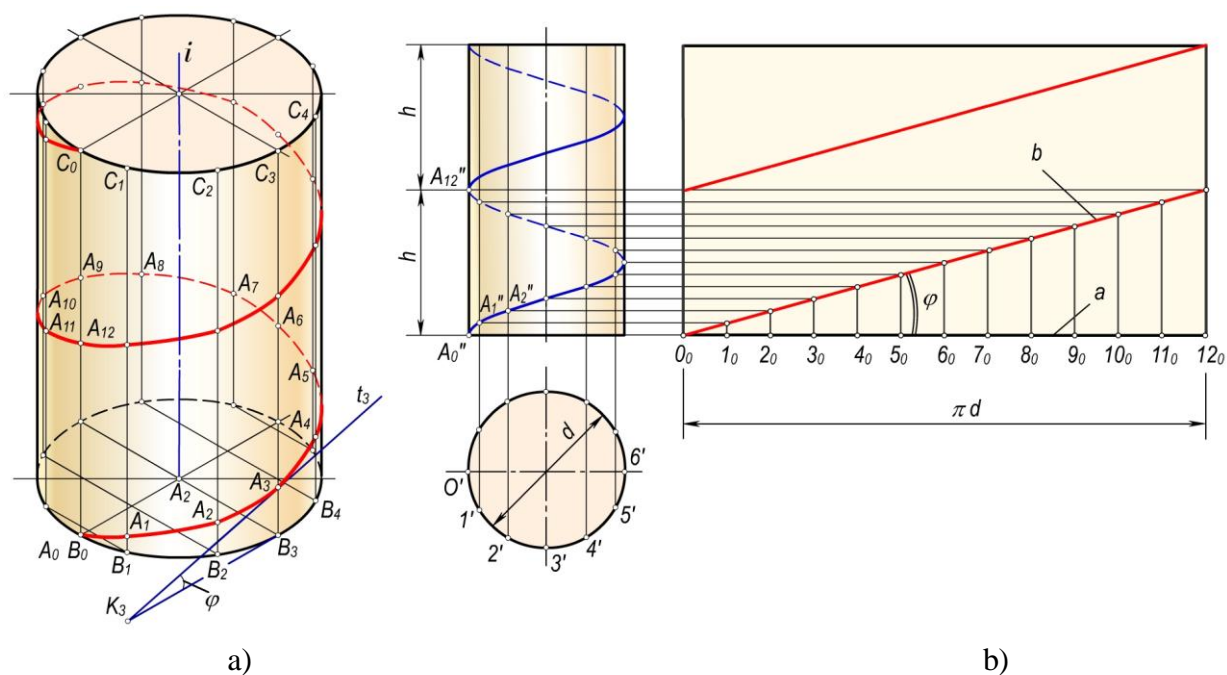 i
C₄
C₀
C₁
C₂
C₃
A₉
A₈
A₇
A₁₀
A₁₁
A₁₂
A₆
A₅
t₃
A₄
A₃
A₂
A₂
A₁
B₄
A₀
B₀
B₁
B₂
B₃
K₃
φ
h
h
A₁₂"
A₁"
A₂"
A₀"
d
O'
6'
1'
5'
2'
3'
4'
b
a
φ
0₀ 1₀ 2₀ 3₀ 4₀ 5₀ 6₀ 7₀ 8₀ 9₀ 10₀ 11₀ 12₀
π d
a) b)